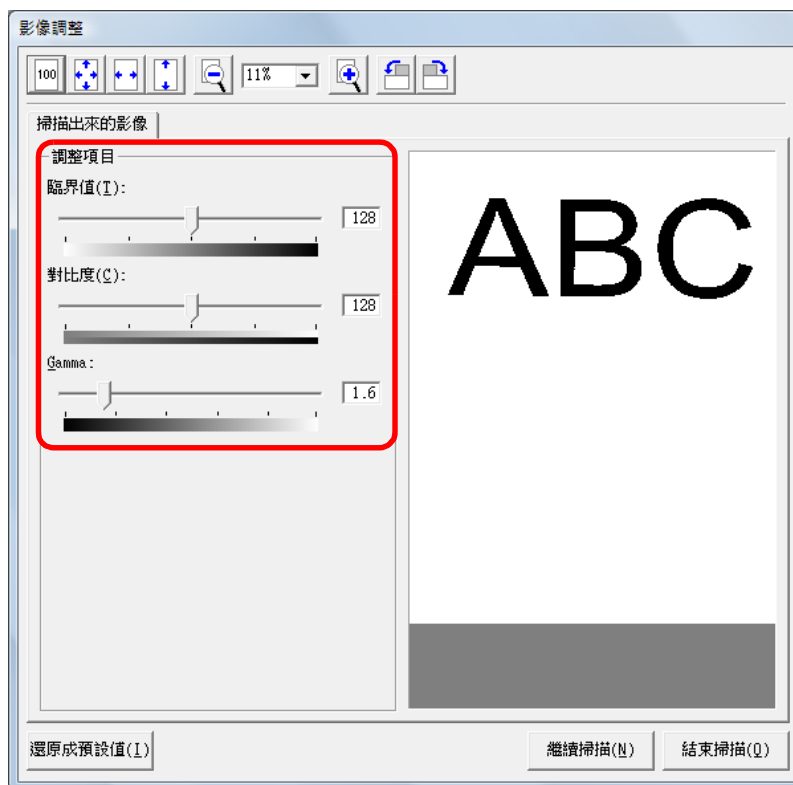 影像調整
100
11%
掃描出來的影像
調整項目
臨界值(T):
128
對比度(C):
128
Gamma:
1.6
ABC
還原成預設值(I)
繼續掃描(N)
結束掃描(Q)